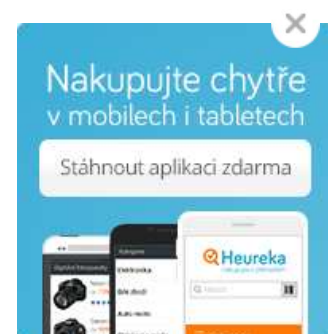 Nakupujte chytře
v mobilech i tabletech
Stáhnout aplikaci zdarma
Heureka
Elektronika
Auto-moto